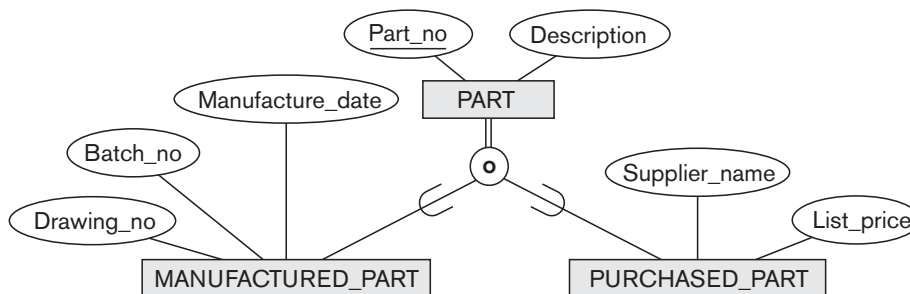 Part_no
Description
Manufacture_date
PART
Batch_no
o
Supplier_name
Drawing_no
List_price
MANUFACTURED_PART
PURCHASED_PART